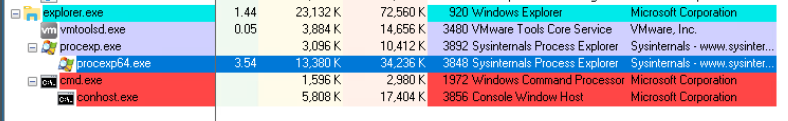 explorer.exe 1.44 23,132 K 72,560 K 920 Windows Explorer Microsoft Corporation
vmtoolsd.exe 0.05 3,884 K 14,656 K 3480 VMware Tools Core Service VMware, Inc.
procexp.exe 3,096 K 10,412 K 3892 Sysinternals Process Explorer Sysinternals - www.sysinter...
procexp64.exe 3.54 13,380 K 34,236 K 3848 Sysinternals Process Explorer Sysinternals - www.sysinter...
cmd.exe 1,596 K 2,980 K 1972 Windows Command Processor Microsoft Corporation
conhost.exe 5,808 K 17,404 K 3856 Console Window Host Microsoft Corporation